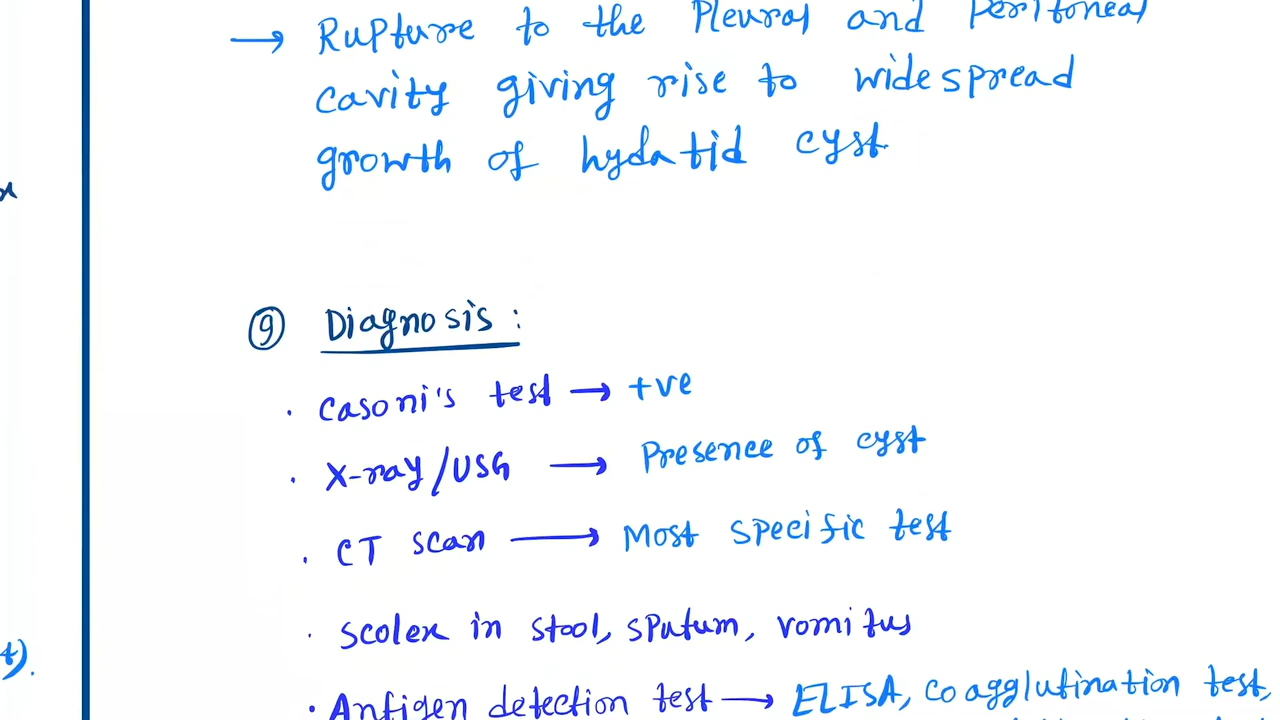 → Rupture to the Pleural and Peritoneal
cavity giving rise to widespread
growth of hydatid cyst
⑨ Diagnosis :
· Casoni's test → +ve
· X-ray/USG → Presence of cyst
· CT scan → Most specific test
· Scolex in stool, sputum, vomitus
· Antigen detection test → ELISA, coagglutination test,
t).